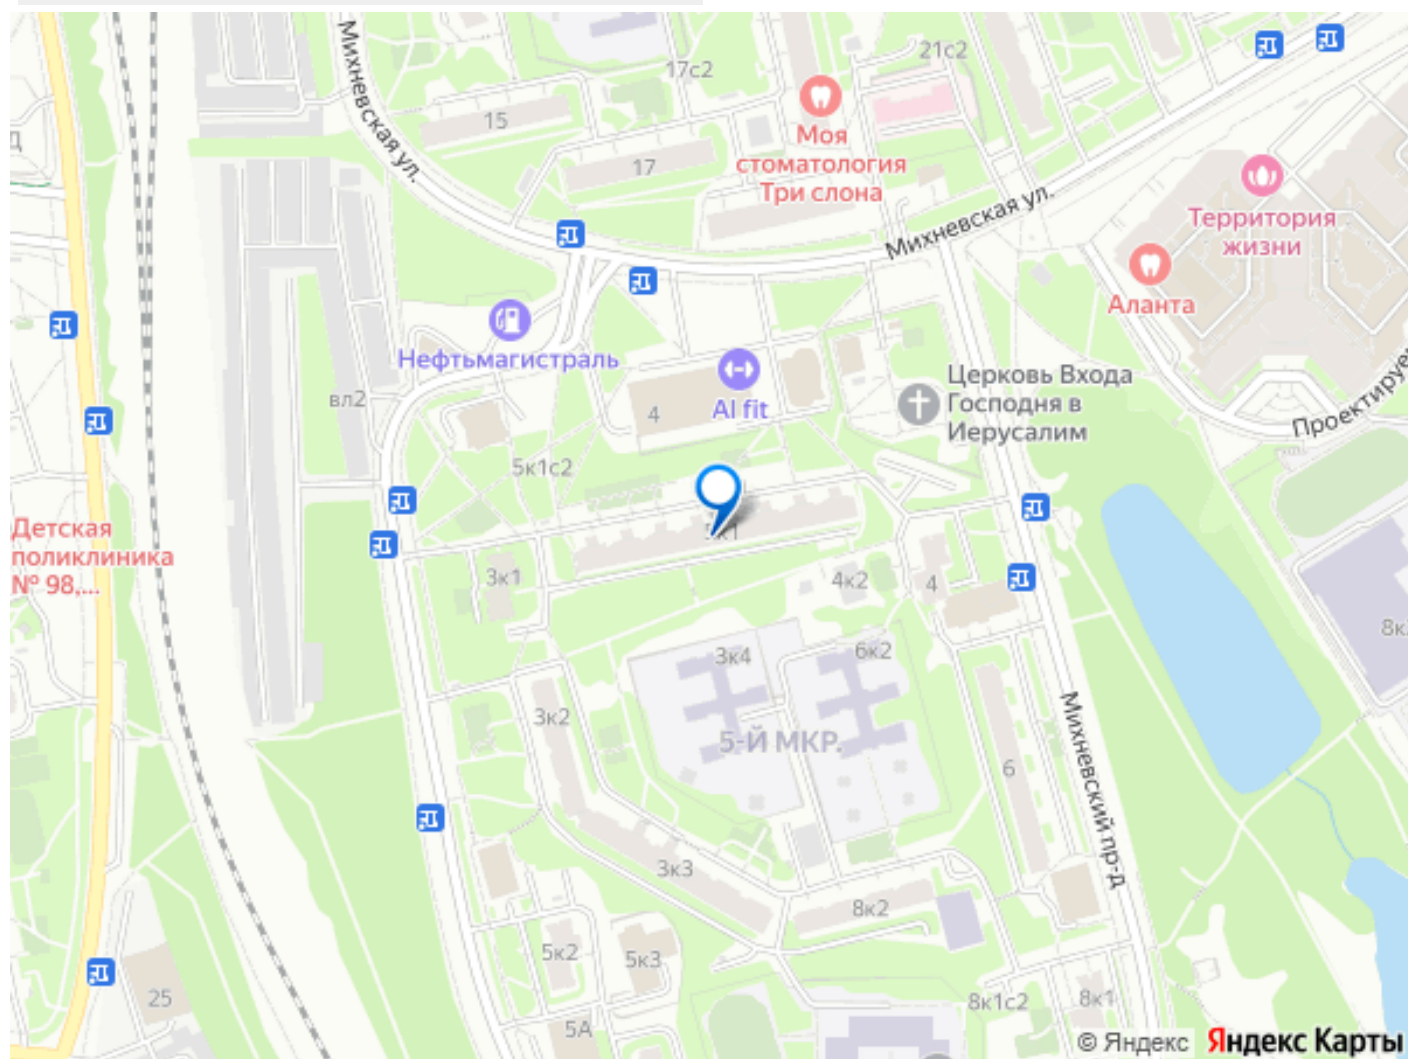 17с2
21с2
15
17
Михневская ул.
Моя
стоматология
Три слона
Михневская ул.
Территория
жизни
Аланта
Нефтьмагистраль
вл2
4
AI fit
Церковь Входа
Господня в
Иерусалим
Проектируем
5к1с2
Детская
поликлиника
№ 98,...
3к1
4к2
4
3к4
6к2
8к
3к2
5-Й МКР.
6
Михневский пр-д
3к3
8к2
5к2
5к3
25
5А
8к1с2
8к1
© Яндекс
Яндекс Карты